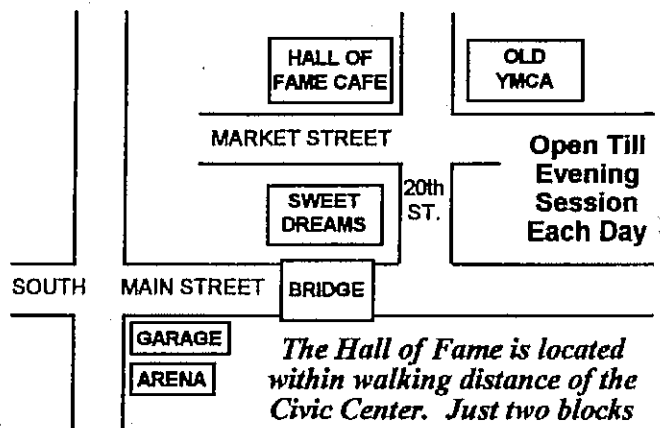 HALL OF
FAME CAFE
OLD
YMCA
MARKET STREET
Open Till
Evening
Session
Each Day
20th
ST.
SWEET
DREAMS
SOUTH MAIN STREET
BRIDGE
GARAGE
ARENA
The Hall of Fame is located
within walking distance of the
Civic Center. Just two blocks